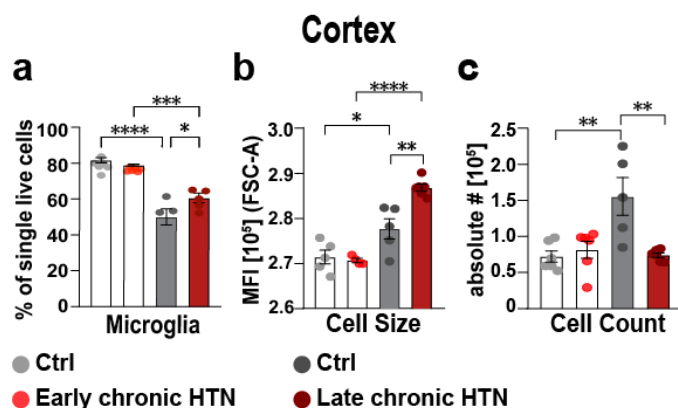 Cortex
a
b
c
***
****
*
% of single live cells
100
80
60
40
20
0
Microglia
****
*
**
MFI [10⁵] (FSC-A)
3.0
2.9
2.8
2.7
2.6
Cell Size
**
**
absolute # [10⁵]
2.5
2.0
1.5
1.0
0.5
0
Cell Count
Ctrl
Ctrl
Early chronic HTN
Late chronic HTN